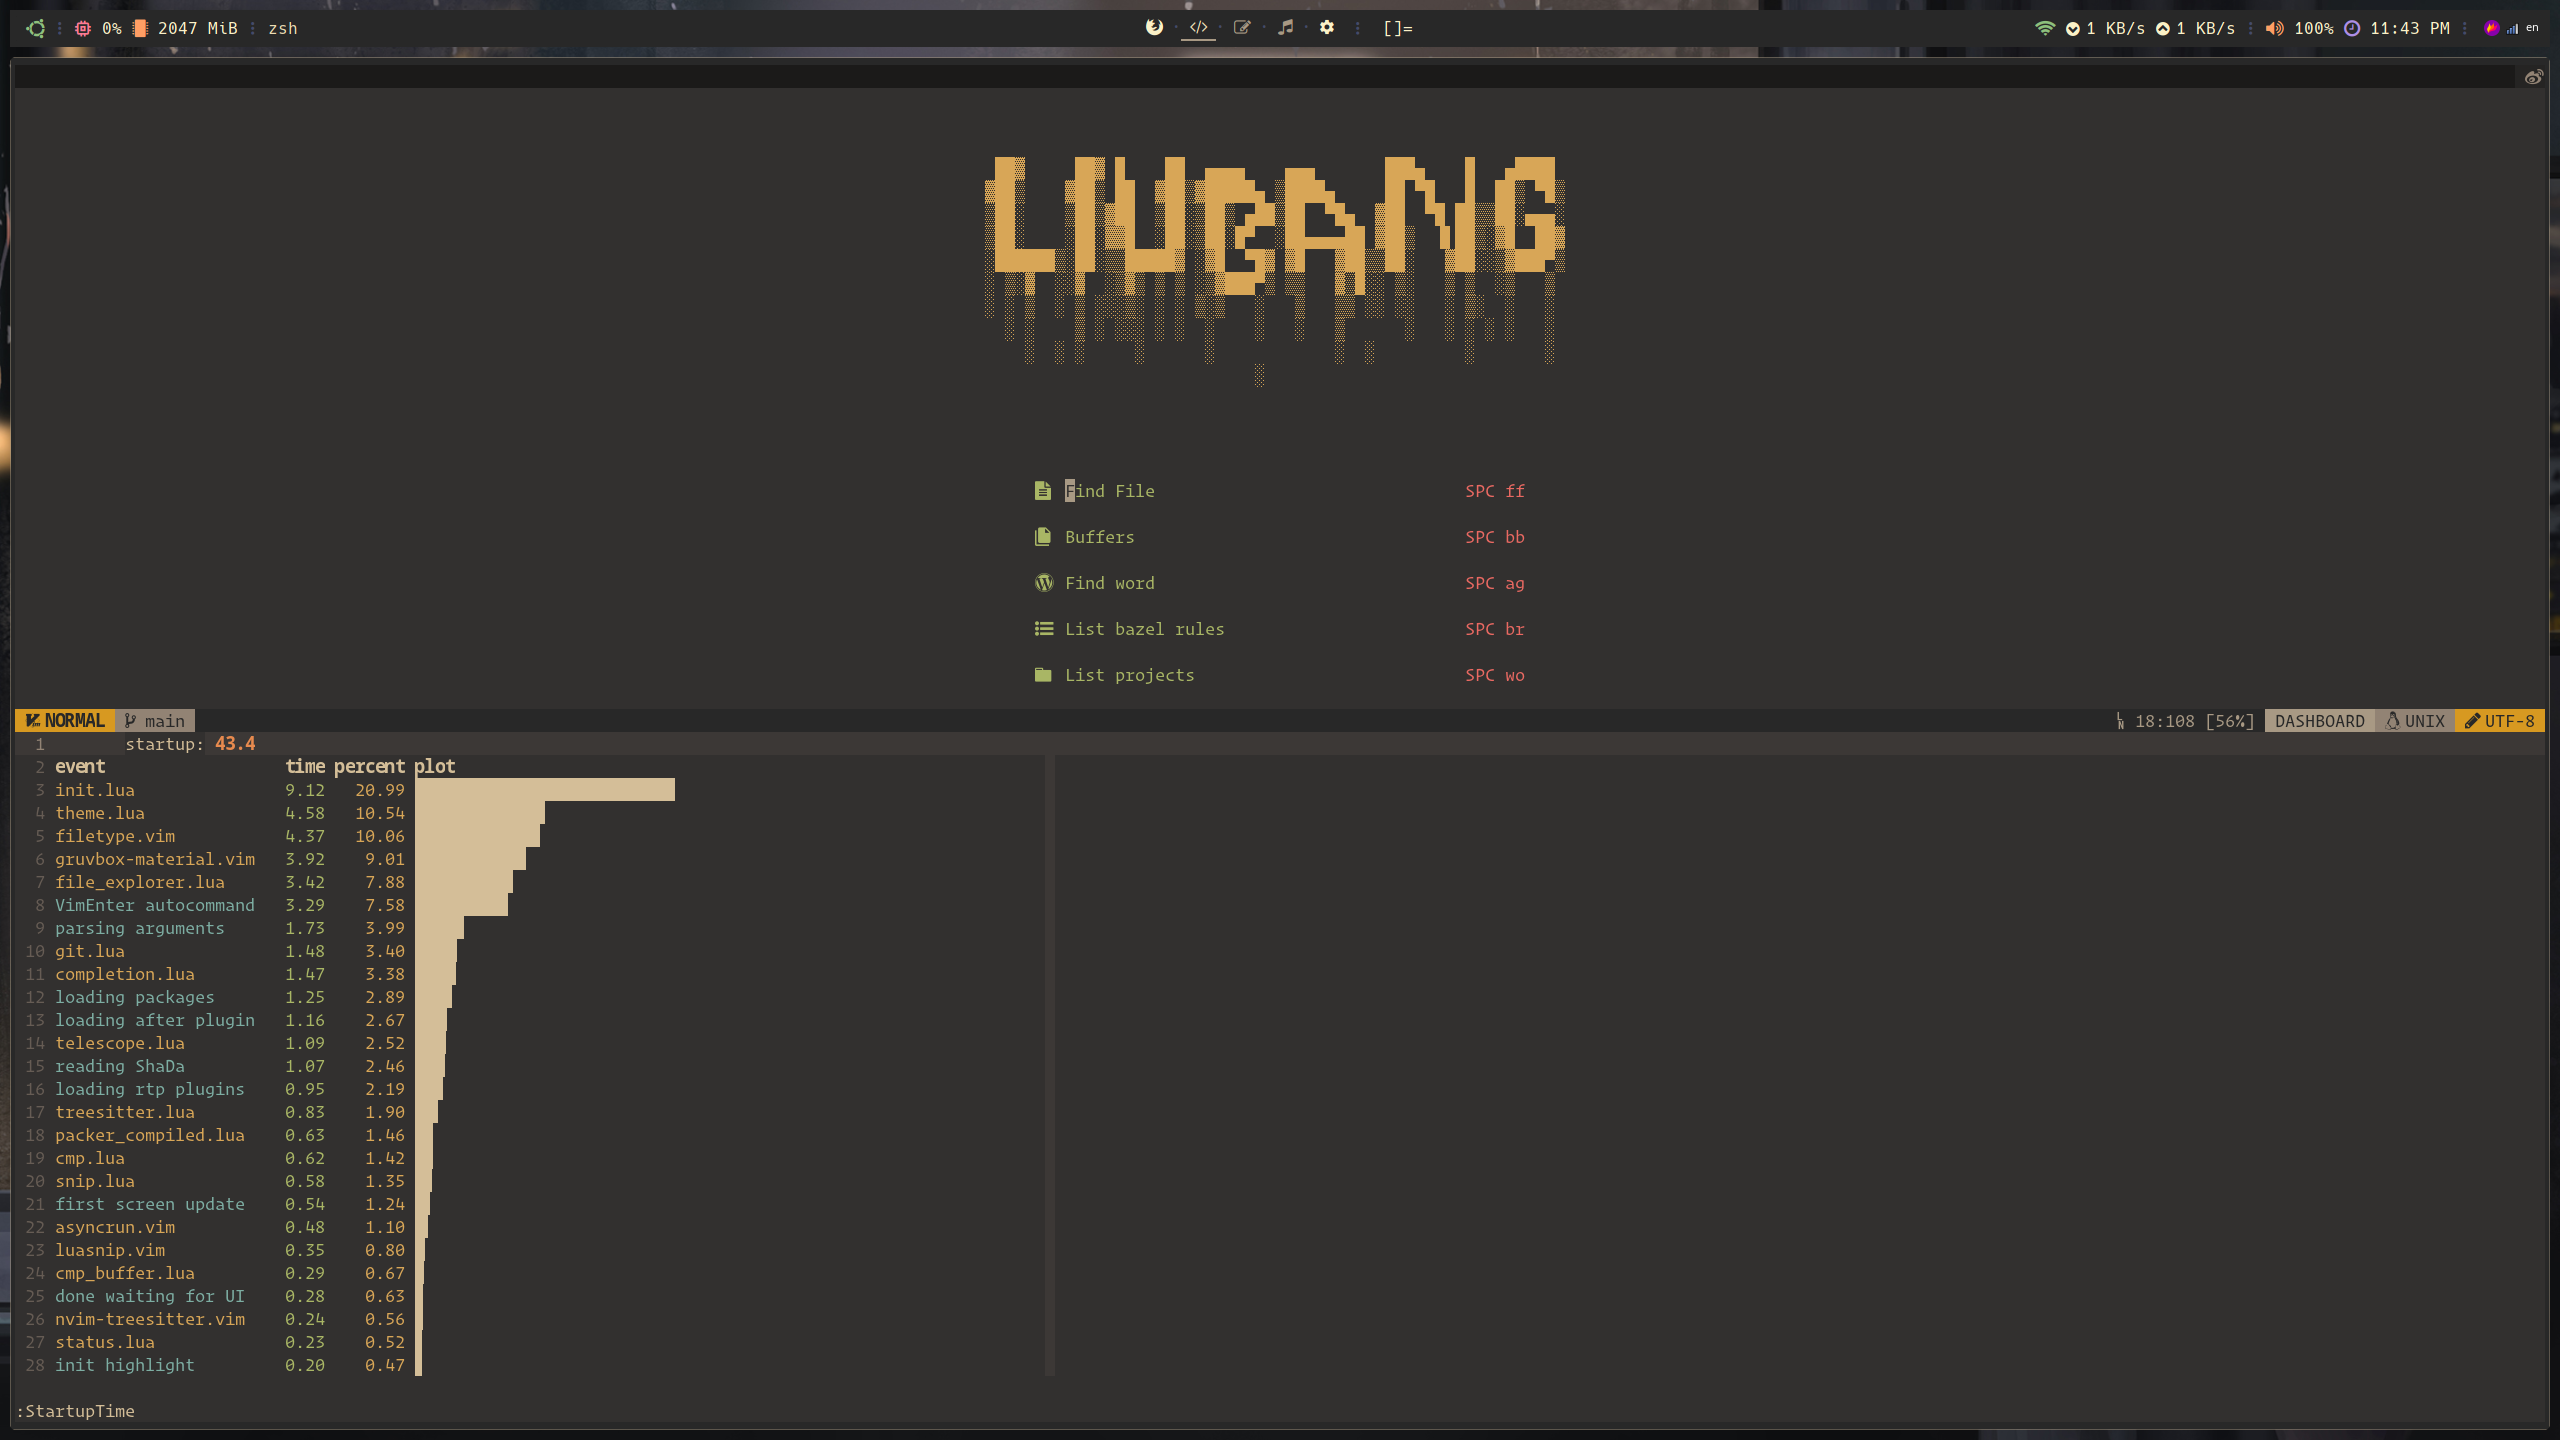 0% 2047 MiB zsh
[]=
1 KB/s 1 KB/s 100% 11:43 PM en
LIUBANG
Find File SPC ff
Buffers SPC bb
Find word SPC ag
List bazel rules SPC br
List projects SPC wo
NORMAL main
LN 18:108 [56%] DASHBOARD UNIX UTF-8
1 startup: 43.4
2 event time percent plot
3 init.lua 9.12 20.99
4 theme.lua 4.58 10.54
5 filetype.vim 4.37 10.06
6 gruvbox-material.vim 3.92 9.01
7 file_explorer.lua 3.42 7.88
8 VimEnter autocommand 3.29 7.58
9 parsing arguments 1.73 3.99
10 git.lua 1.48 3.40
11 completion.lua 1.47 3.38
12 loading packages 1.25 2.89
13 loading after plugin 1.16 2.67
14 telescope.lua 1.09 2.52
15 reading ShaDa 1.07 2.46
16 loading rtp plugins 0.95 2.19
17 treesitter.lua 0.83 1.90
18 packer_compiled.lua 0.63 1.46
19 cmp.lua 0.62 1.42
20 snip.lua 0.58 1.35
21 first screen update 0.54 1.24
22 asyncrun.vim 0.48 1.10
23 luasnip.vim 0.35 0.80
24 cmp_buffer.lua 0.29 0.67
25 done waiting for UI 0.28 0.63
26 nvim-treesitter.vim 0.24 0.56
27 status.lua 0.23 0.52
28 init highlight 0.20 0.47
:StartupTime